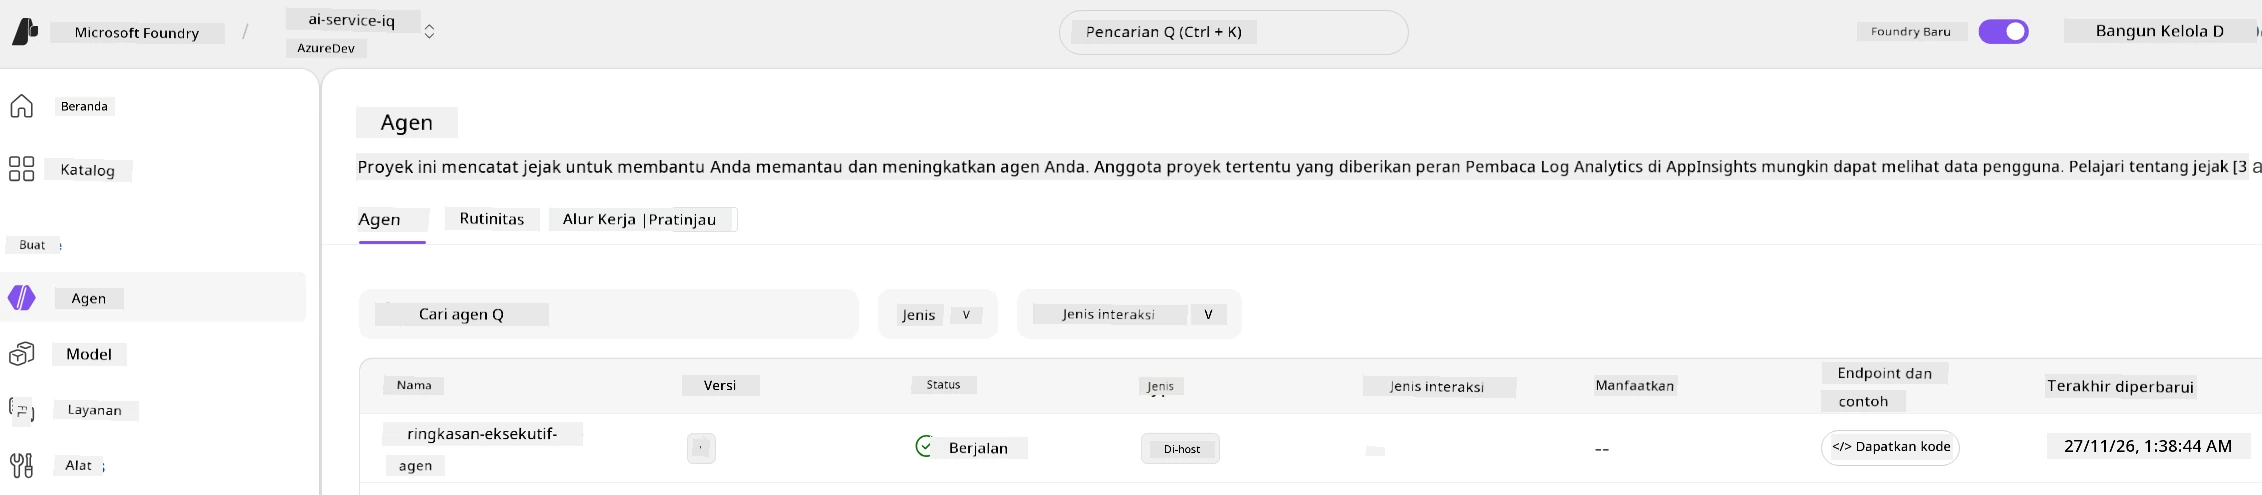 Microsoft Foundry
/
ai-service-iq
AzureDev
Pencarian Q (Ctrl + K)
Foundry Baru
Bangun Kelola D
Beranda
Katalog
Buat
Agen
Model
Layanan
Alat
Agen
Proyek ini mencatat jejak untuk membantu Anda memantau dan meningkatkan agen Anda. Anggota proyek tertentu yang diberikan peran Pembaca Log Analytics di AppInsights mungkin dapat melihat data pengguna. Pelajari tentang jejak [3 a
Agen Rutinitas Alur Kerja |Pratinjau
Cari agen Q Jenis V Jenis interaksi V
Nama Versi Status Jenis Jenis interaksi Manfaatkan Endpoint dan contoh Terakhir diperbarui
ringkasan-eksekutif-
agen
Berjalan Di-host -- </> Dapatkan kode 27/11/26, 1:38:44 AM